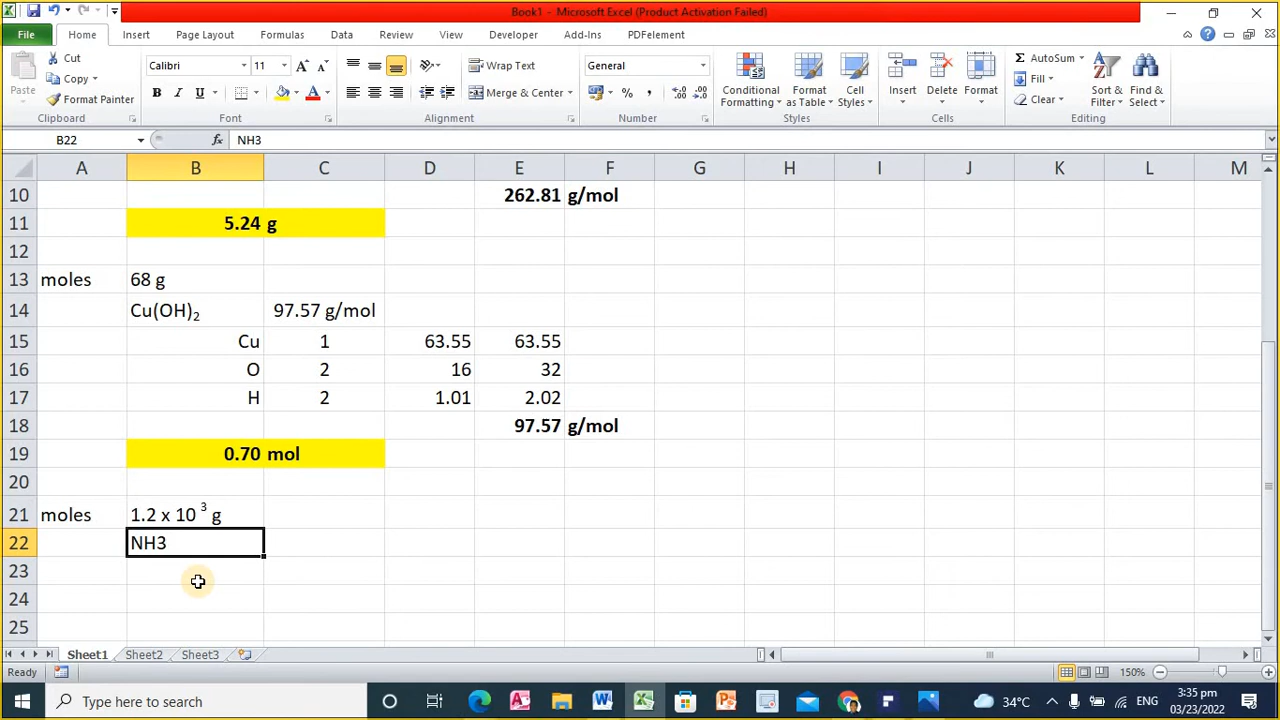 Book1 - Microsoft Excel (Product Activation Failed)
File Home Insert Page Layout Formulas Data Review View Developer Add-Ins PDFelement
Paste Cut Copy Format Painter Clipboard
Calibri 11 A A B I U A Font
Wrap Text Merge & Center Alignment
General % , .0 .00 .00 .0 Number
Conditional Formatting Format as Table Cell Styles Styles
Insert Delete Format Cells
Σ AutoSum Fill Clear Sort & Filter Find & Select Editing
B22 fx NH3
A B C D E F G H I J K L M
10 262.81 g/mol
11 5.24 g
12
13 moles 68 g
14 Cu(OH)₂ 97.57 g/mol
15 Cu 1 63.55 63.55
16 O 2 16 32
17 H 2 1.01 2.02
18 97.57 g/mol
19 0.70 mol
20
21 moles 1.2 x 10 ³ g
22 NH3
23
24
25
Sheet1 Sheet2 Sheet3
Ready 150%
Type here to search 34°C ENG 3:35 pm
03/23/2022